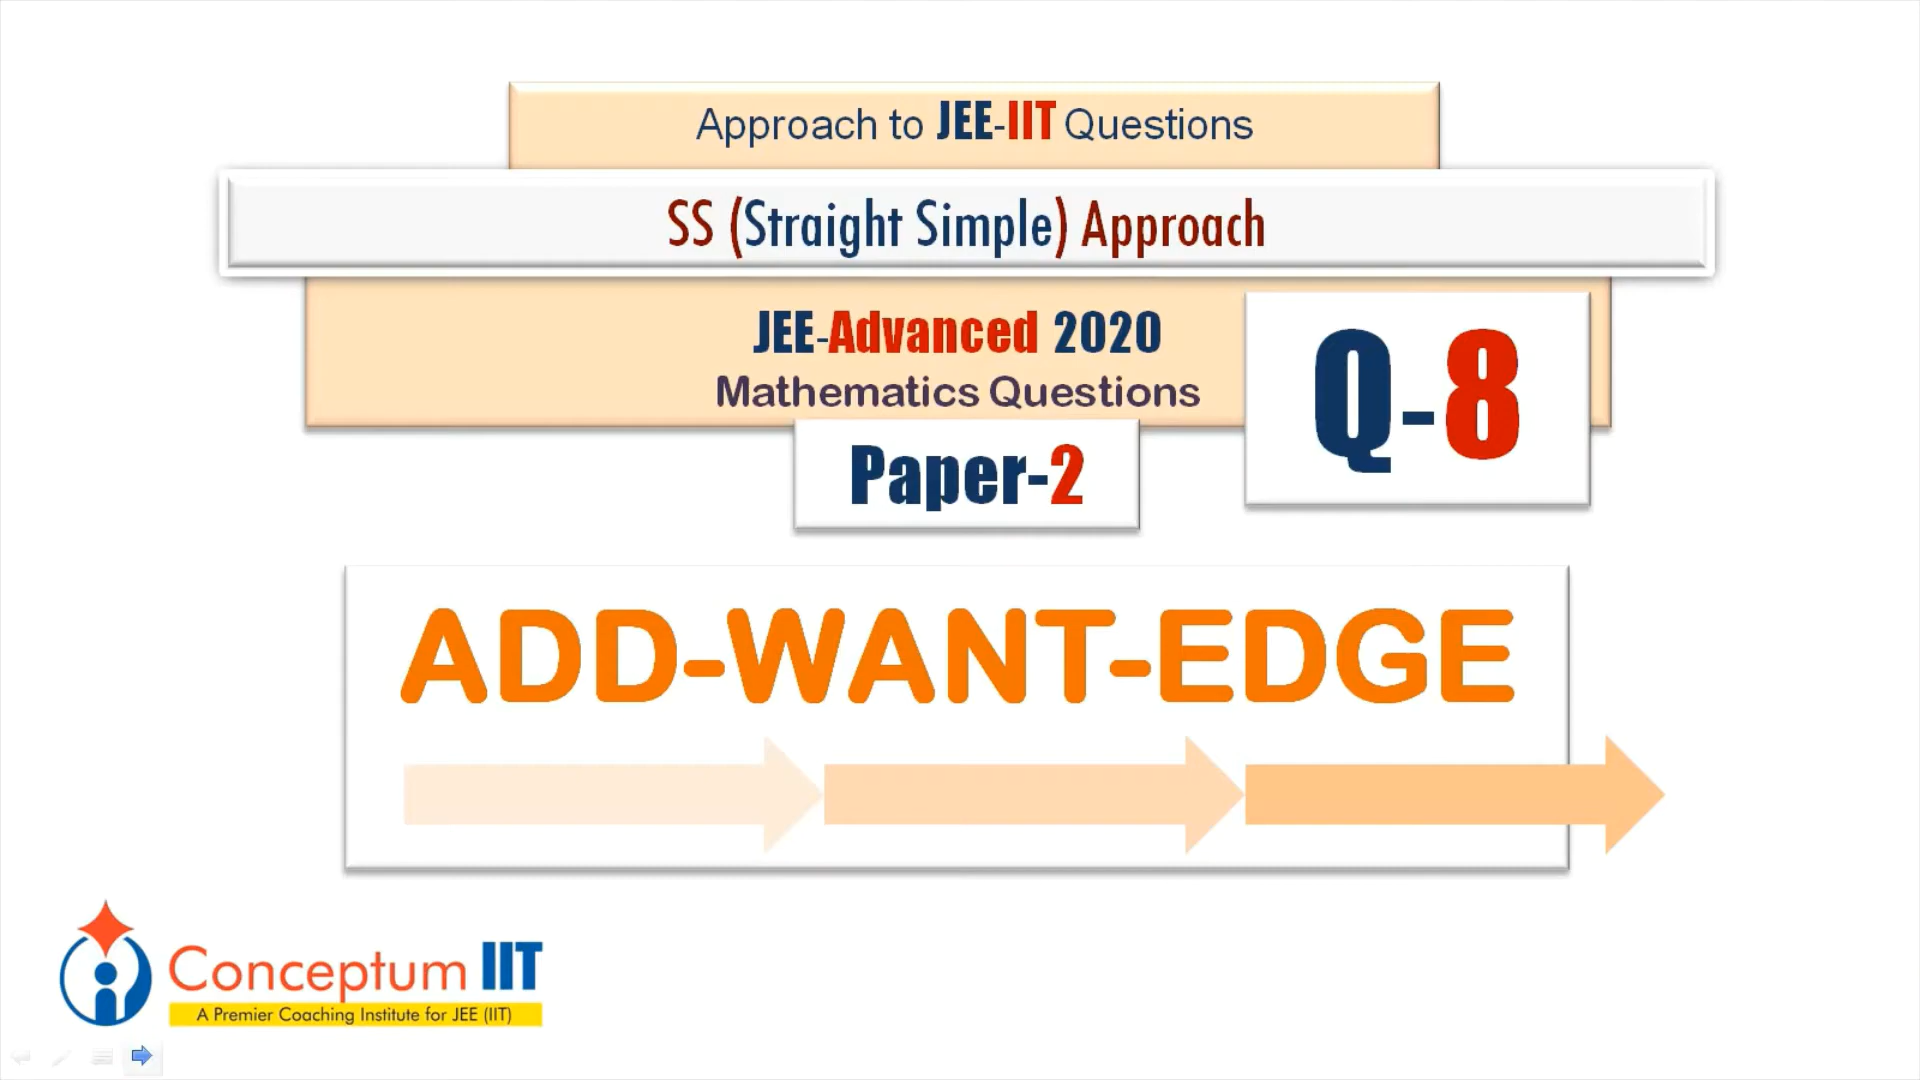 Approach to JEE-IIT Questions
SS (Straight Simple) Approach
JEE-Advanced 2020
Mathematics Questions
Q-8
Paper-2
ADD-WANT-EDGE
Conceptum IIT
A Premier Coaching Institute for JEE (IIT)